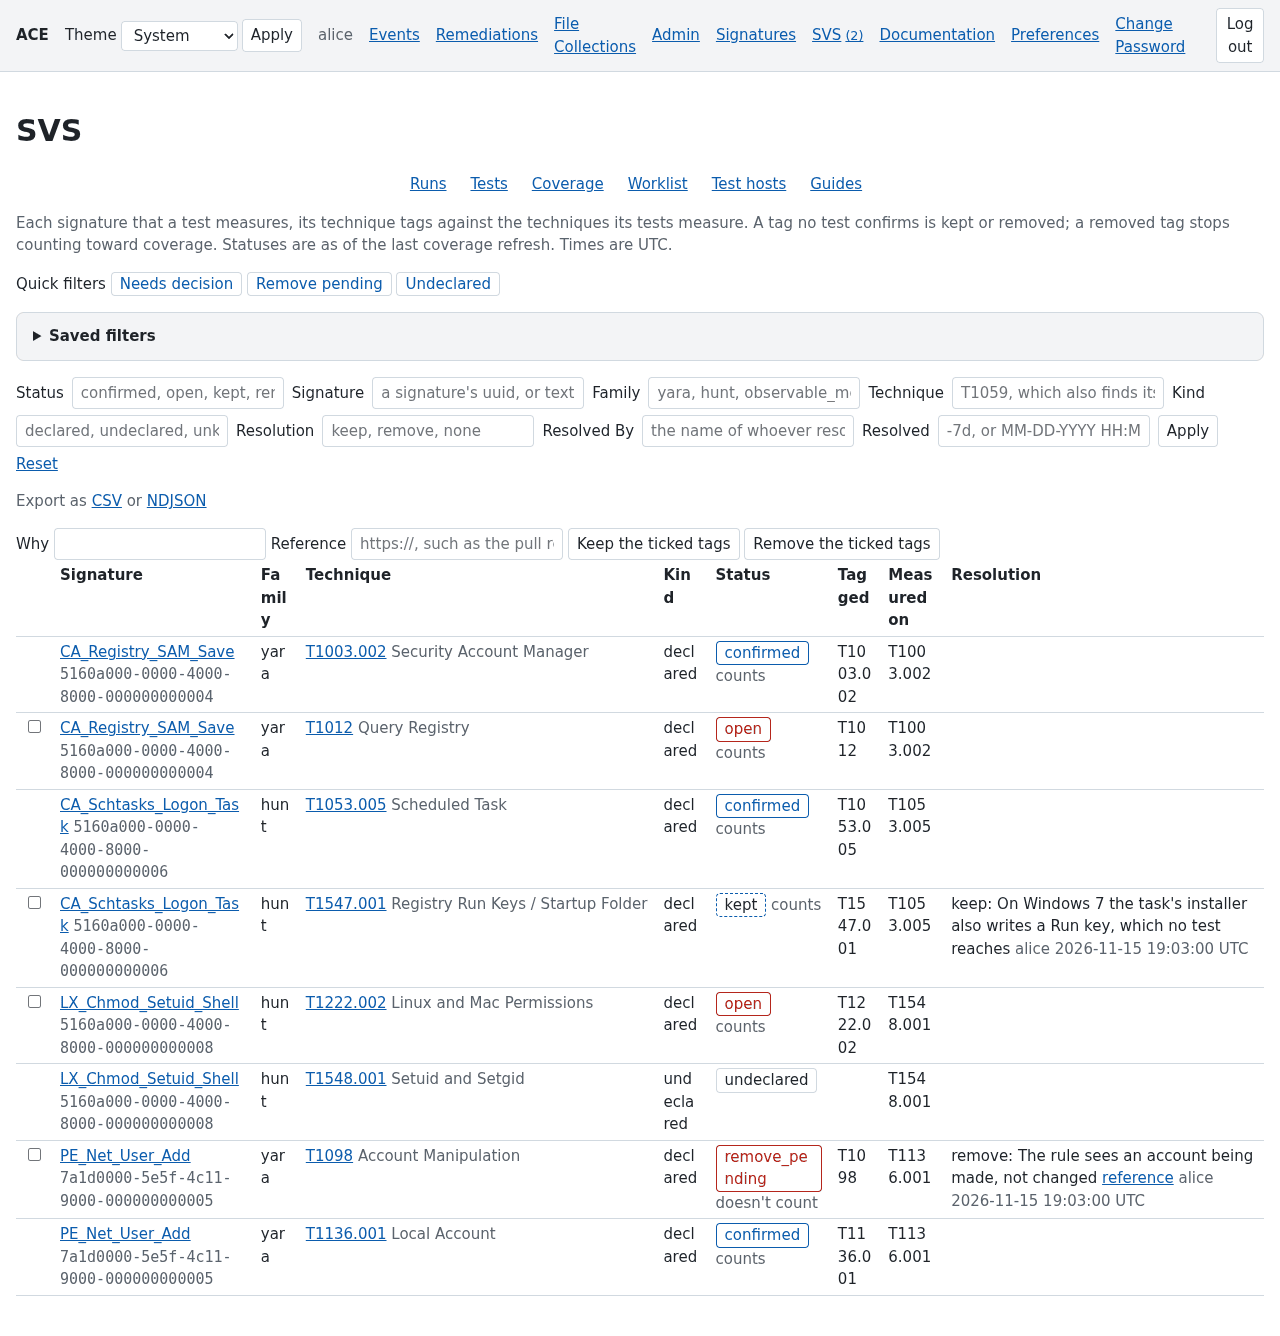 ACE Theme System Apply alice Events Remediations File Collections Admin Signatures SVS (2) Documentation Preferences Change Password Log out
SVS
Runs Tests Coverage Worklist Test hosts Guides
Each signature that a test measures, its technique tags against the techniques its tests measure. A tag no test confirms is kept or removed; a removed tag stops
counting toward coverage. Statuses are as of the last coverage refresh. Times are UTC.
Quick filters Needs decision Remove pending Undeclared
Saved filters
Status confirmed, open, kept, rer Signature a signature's uuid, or text Family yara, hunt, observable_m Technique T1059, which also finds its Kind
declared, undeclared, unk Resolution keep, remove, none Resolved By the name of whoever reso Resolved -7d, or MM-DD-YYYY HH:M Apply
Reset
Export as CSV or NDJSON
Why Reference https://, such as the pull r Keep the ticked tags Remove the ticked tags
Signature Family Technique Kind Status Tagged Measured on Resolution
CA_Registry_SAM_Save 5160a000-0000-4000-8000-000000000004 yara T1003.002 Security Account Manager declared confirmed counts T1003.002 T1003.002
CA_Registry_SAM_Save 5160a000-0000-4000-8000-000000000004 yara T1012 Query Registry declared open counts T1012 T1003.002
CA_Schtasks_Logon_Task 5160a000-0000-4000-8000-000000000006 hunt T1053.005 Scheduled Task declared confirmed counts T1053.005 T1053.005
CA_Schtasks_Logon_Task 5160a000-0000-4000-8000-000000000006 hunt T1547.001 Registry Run Keys / Startup Folder declared kept counts T1547.001 T1053.005 keep: On Windows 7 the task's installer also writes a Run key, which no test reaches alice 2026-11-15 19:03:00 UTC
LX_Chmod_Setuid_Shell 5160a000-0000-4000-8000-000000000008 hunt T1222.002 Linux and Mac Permissions declared open counts T1222.002 T1548.001
LX_Chmod_Setuid_Shell 5160a000-0000-4000-8000-000000000008 hunt T1548.001 Setuid and Setgid undeclared undeclared T1548.001
PE_Net_User_Add 7a1d0000-5e5f-4c11-9000-000000000005 yara T1098 Account Manipulation declared remove_pending doesn't count T1098 T1136.001 remove: The rule sees an account being made, not changed reference alice 2026-11-15 19:03:00 UTC
PE_Net_User_Add 7a1d0000-5e5f-4c11-9000-000000000005 yara T1136.001 Local Account declared confirmed counts T1136.001 T1136.001